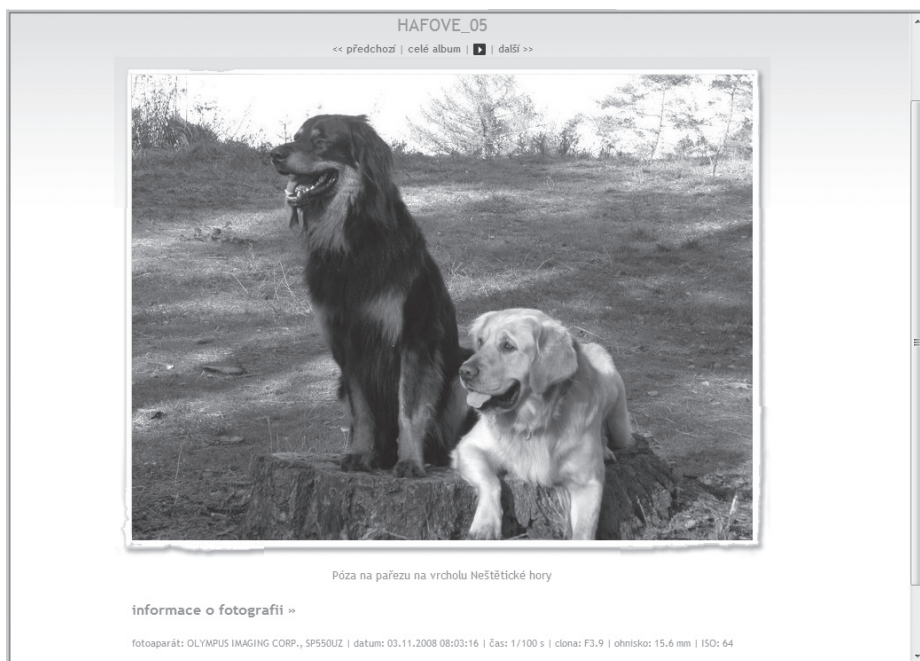 HAFOVE_05
<< předchozí | celé album | | další >>
Póza na pařezu na vrcholu Neštětické hory
informace o fotografii »
fotoaparát: OLYMPUS IMAGING CORP., SP550UZ | datum: 03.11.2008 08:03:16 | čas: 1/100 s | clona: F3.9 | ohnisko: 15.6 mm | ISO: 64